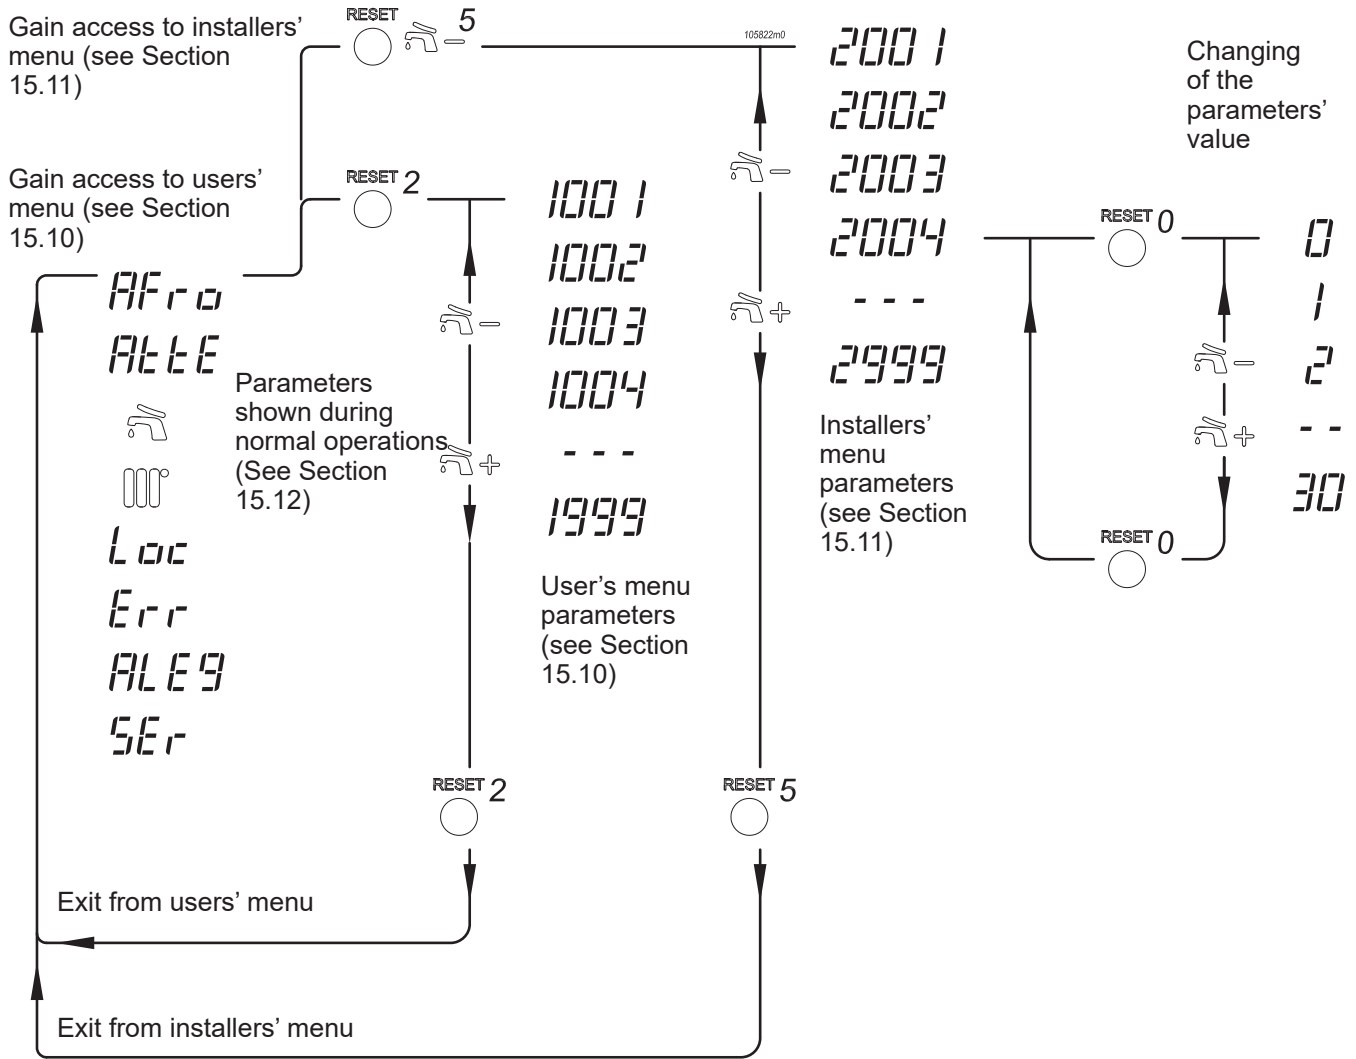 Gain access to installers’
menu (see Section
15.11)
RESET 5
105822m0
Gain access to users’
menu (see Section
15.10)
RESET 2
AFro
AttE
Loc
Err
ALE9
SEr
Parameters
shown during
normal operations
(See Section
15.12)
1001
1002
1003
1004
- - -
1999
User’s menu
parameters
(see Section
15.10)
2001
2002
2003
2004
- - -
2999
Installers’
menu
parameters
(see Section
15.11)
Changing
of the
parameters’
value
RESET 0
0
1
2
- -
30
RESET 0
RESET 2
RESET 5
Exit from users’ menu
Exit from installers’ menu